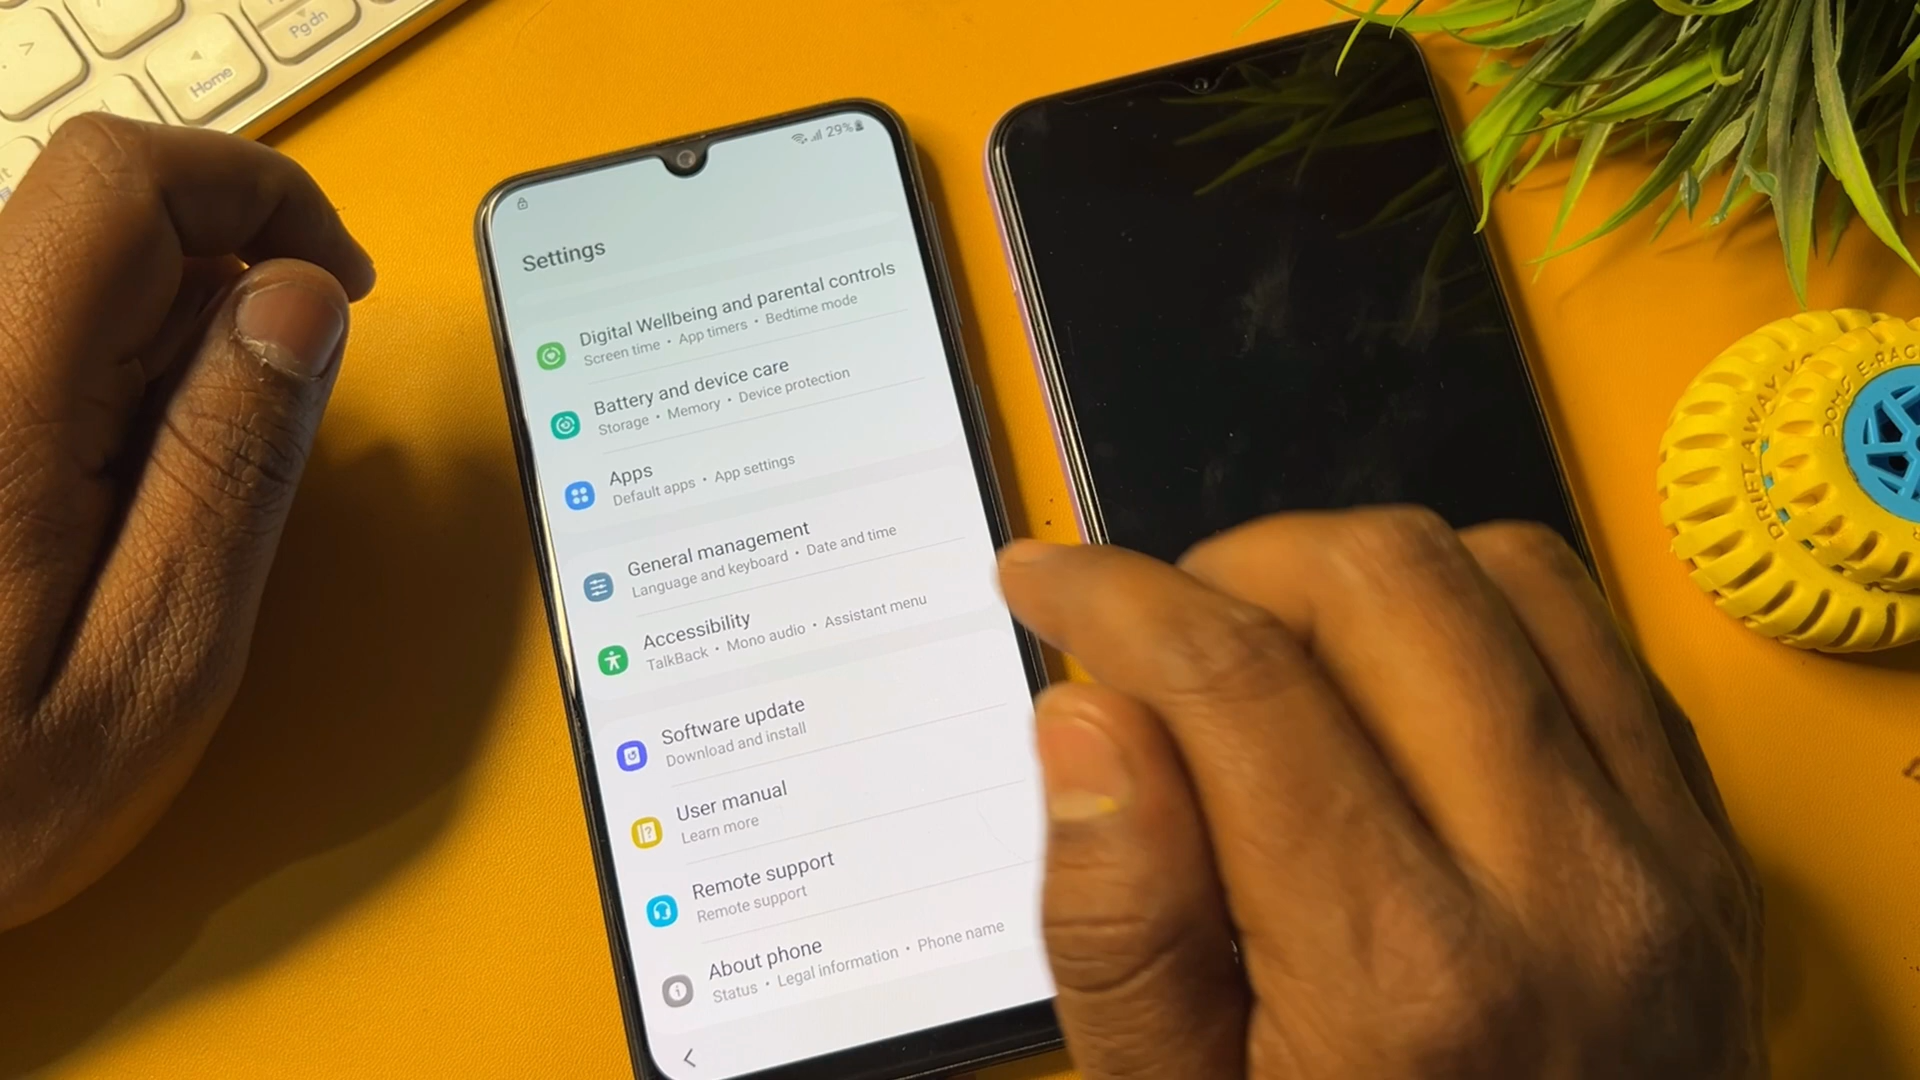 Pg dn
Home
29%
Settings
Digital Wellbeing and parental controls
Screen time • App timers • Bedtime mode
Battery and device care
Storage • Memory • Device protection
Apps
Default apps • App settings
General management
Language and keyboard • Date and time
Accessibility
TalkBack • Mono audio • Assistant menu
Software update
Download and install
User manual
Learn more
Remote support
Remote support
About phone
Status • Legal information • Phone name
DRIFT AWAY